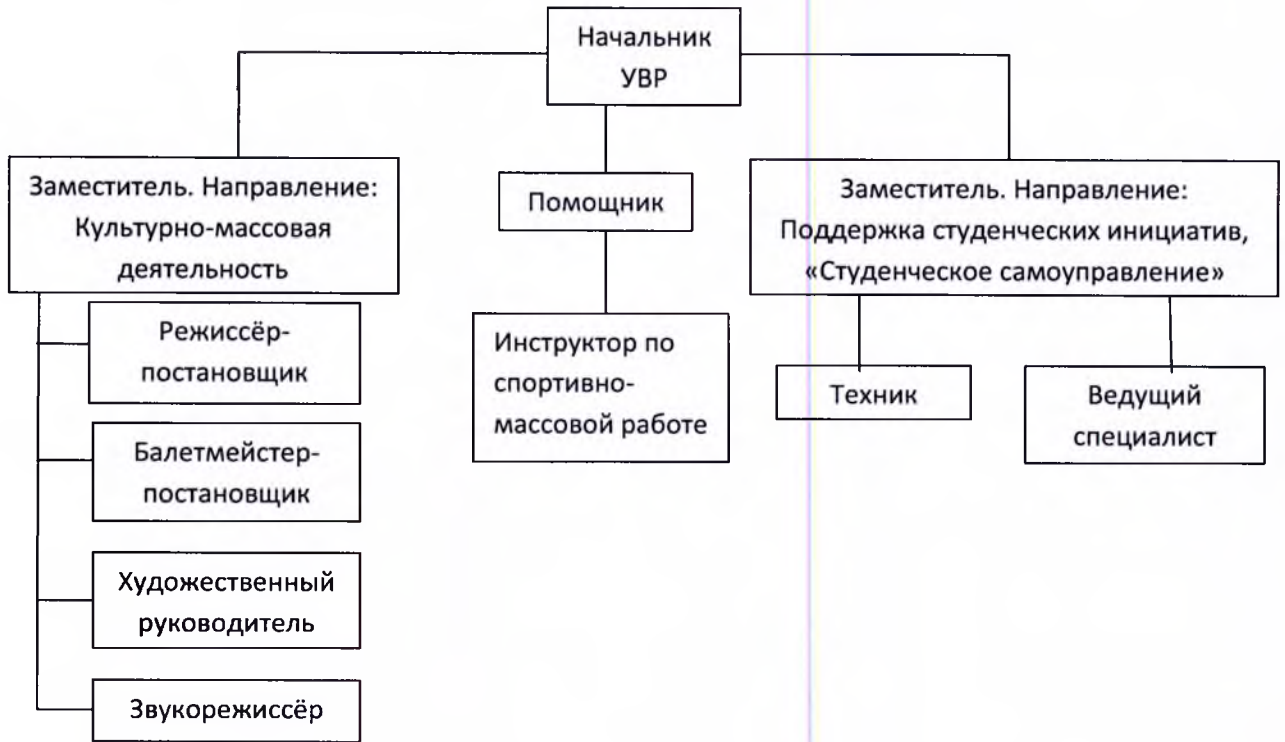 Начальник
УВР
Заместитель. Направление:
Культурно-массовая
деятельность
Помощник
Заместитель. Направление:
Поддержка студенческих инициатив,
«Студенческое самоуправление»
Режиссёр-
постановщик
Инструктор по
спортивно-
массовой работе
Техник
Ведущий
специалист
Балетмейстер-
постановщик
Художественный
руководитель
Звукорежиссёр